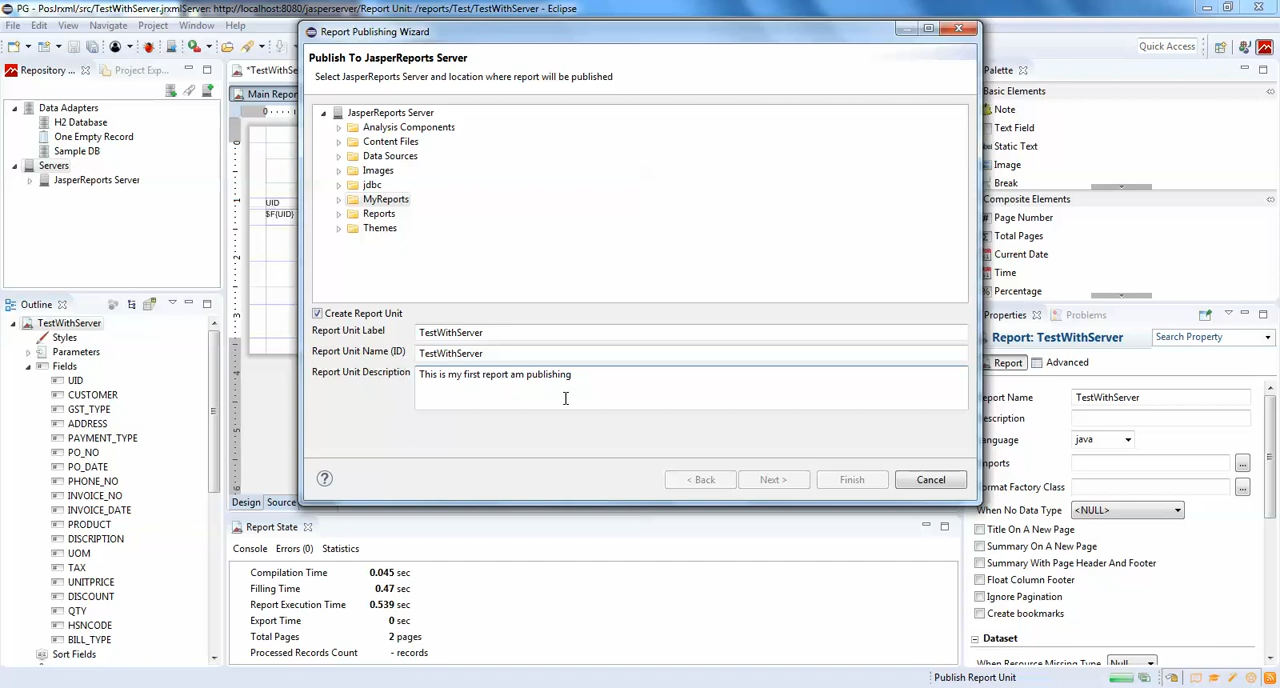 PG - PosJrxml/src/TestWithServer.jrxmlServer: http://localhost:8080/jasperserver/Report Unit: /reports/Test/TestWithServer - Eclipse
File Edit View Navigate Project Window Help
Quick Access
Repository ...
Project Exp...
Data Adapters
H2 Database
One Empty Record
Sample DB
Servers
JasperReports Server
Outline
TestWithServer
Styles
Parameters
Fields
UID
CUSTOMER
GST_TYPE
ADDRESS
PAYMENT_TYPE
PO_NO
PO_DATE
PHONE_NO
INVOICE_NO
INVOICE_DATE
PRODUCT
DISCRIPTION
UOM
TAX
UNITPRICE
DISCOUNT
QTY
HSNCODE
BILL_TYPE
Sort Fields
*TestWithSe
Main Repor
UID
$F{UID}
Design Source
Report Publishing Wizard
Publish To JasperReports Server
Select JasperReports Server and location where report will be published
JasperReports Server
Analysis Components
Content Files
Data Sources
Images
jdbc
MyReports
Reports
Themes
Create Report Unit
Report Unit Label TestWithServer
Report Unit Name (ID) TestWithServer
Report Unit Description This is my first report am publishing
< Back Next > Finish Cancel
Report State
Console Errors (0) Statistics
Compilation Time 0.045 sec
Filling Time 0.47 sec
Report Execution Time 0.539 sec
Export Time 0 sec
Total Pages 2 pages
Processed Records Count - records
Palette
Basic Elements
Note
Text Field
Static Text
Image
Break
Composite Elements
Page Number
Total Pages
Current Date
Time
Percentage
Properties Problems
Report: TestWithServer Search Property
Report Advanced
Report Name TestWithServer
Description
Language java
Imports ...
Format Factory Class ...
When No Data Type <NULL>
Title On A New Page
Summary On A New Page
Summary With Page Header And Footer
Float Column Footer
Ignore Pagination
Create bookmarks
Dataset
When Resource Missing Type Null
Publish Report Unit